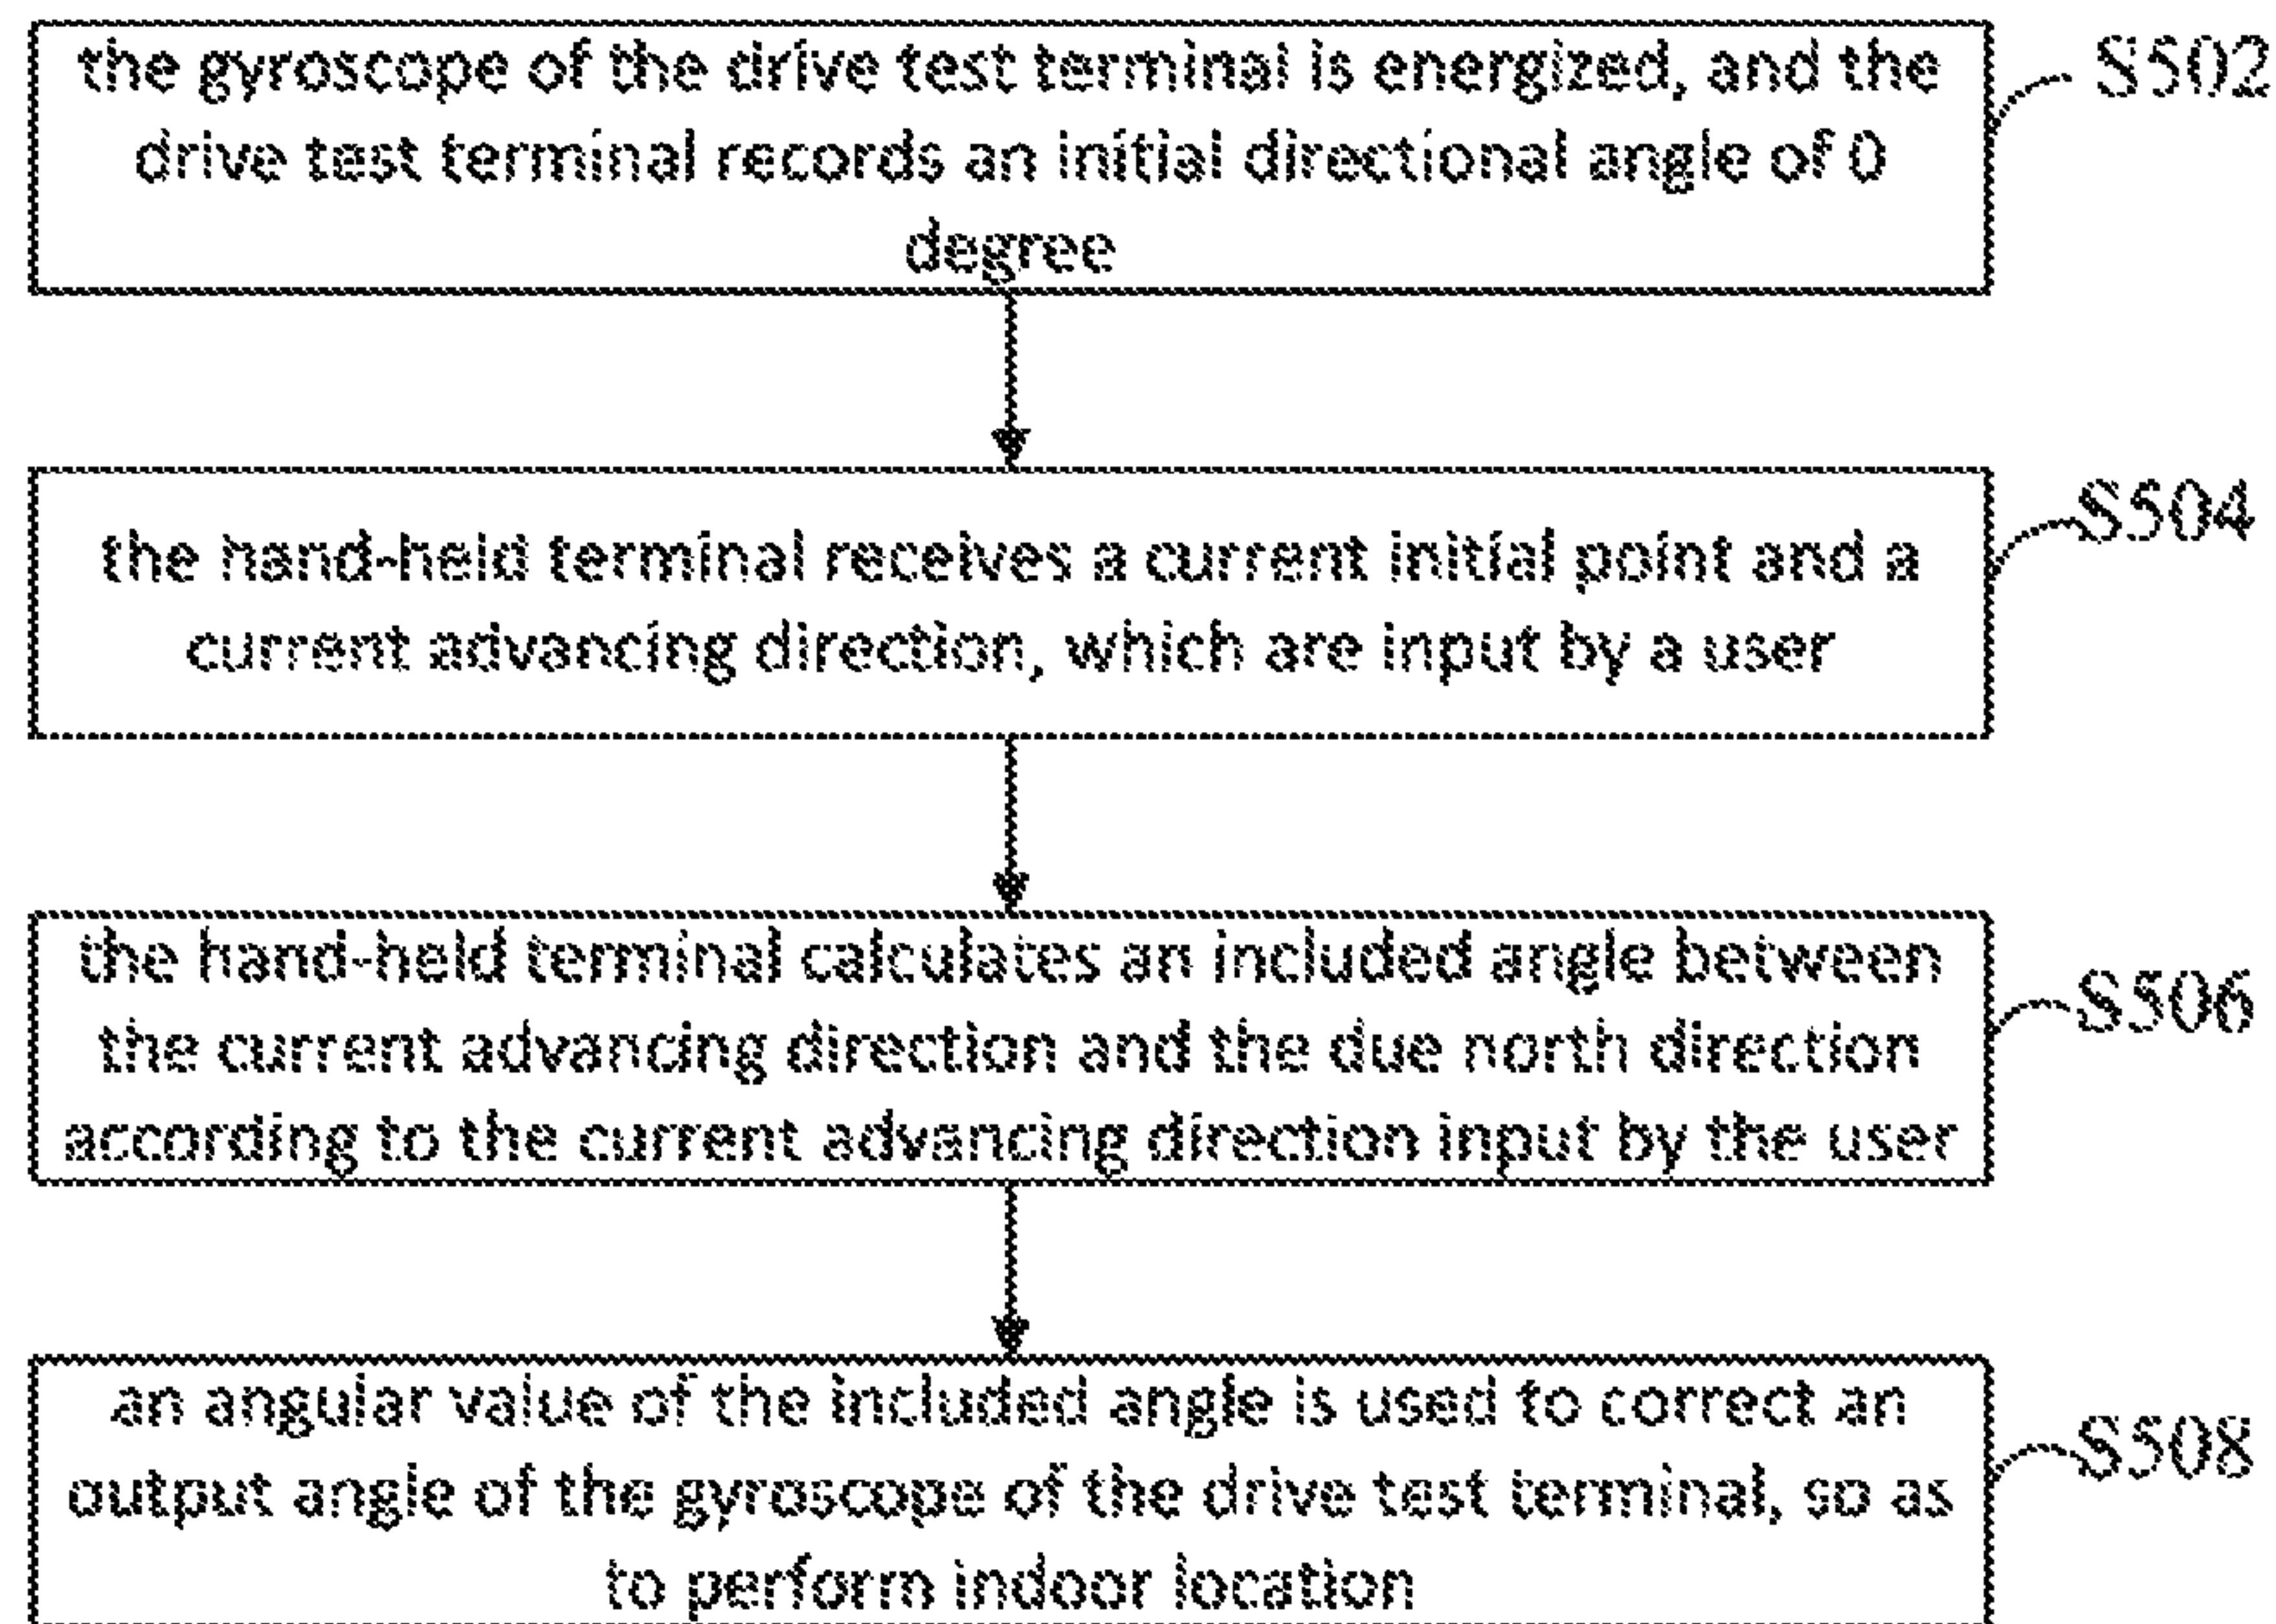 the gyroscope of the drive test terminal is energized, and the
drive test terminal records an initial directional angle of 0
degree
S502
the hand-held terminal receives a current initial point and a
current advancing direction, which are input by a user
S504
the hand-held terminal calculates an included angle between
the current advancing direction and the due north direction
according to the current advancing direction input by the user
S506
an angular value of the included angle is used to correct an
output angle of the gyroscope of the drive test terminal, so as
to perform indoor location
S508